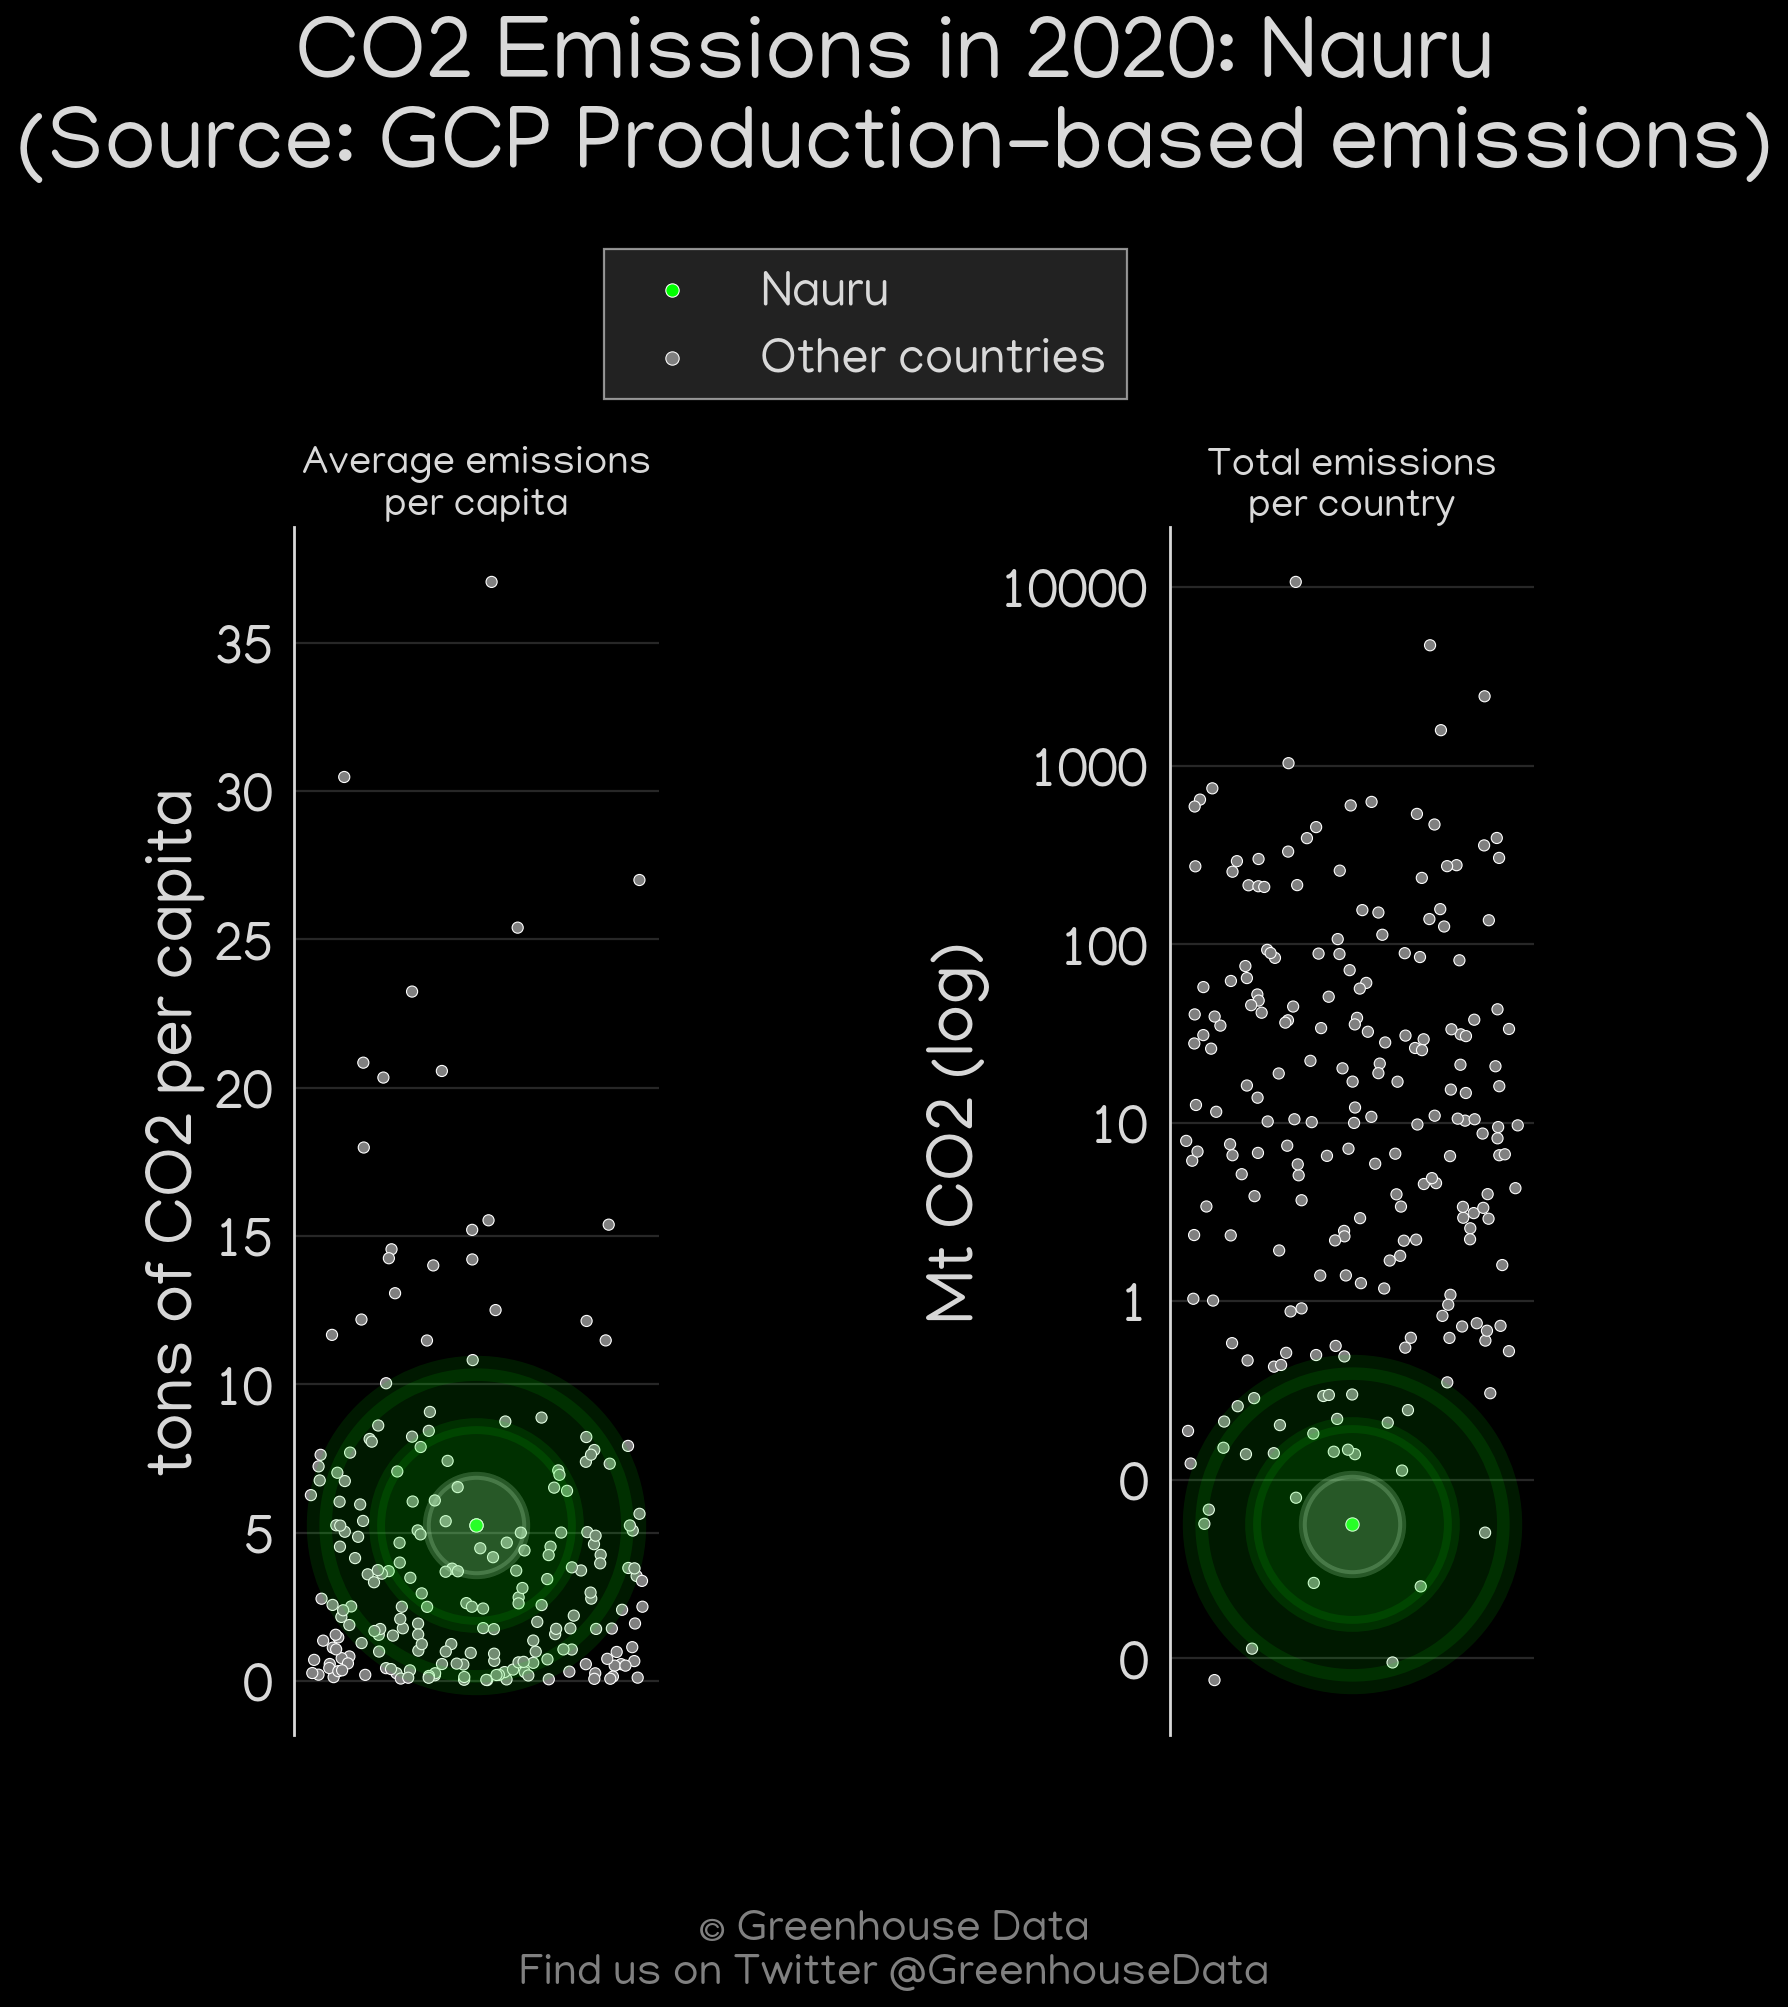 CO2 Emissions in 2020: Nauru
(Source: GCP Production-based emissions)
Nauru
Other countries
Average emissions
per capita
tons of CO2 per capita
35
30
25
20
15
10
5
0
Total emissions
per country
Mt CO2 (log)
10000
1000
100
10
1
0
0
© Greenhouse Data
Find us on Twitter @GreenhouseData